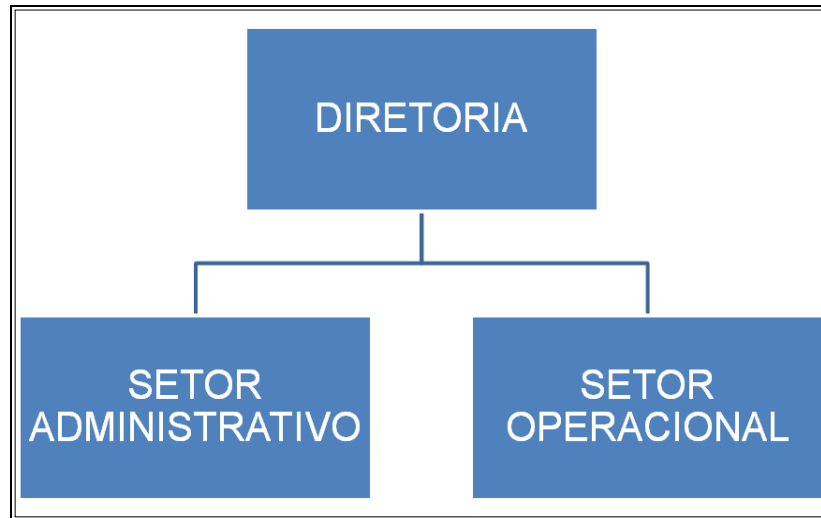 DIRETORIA
SETOR
ADMINISTRATIVO
SETOR
OPERACIONAL